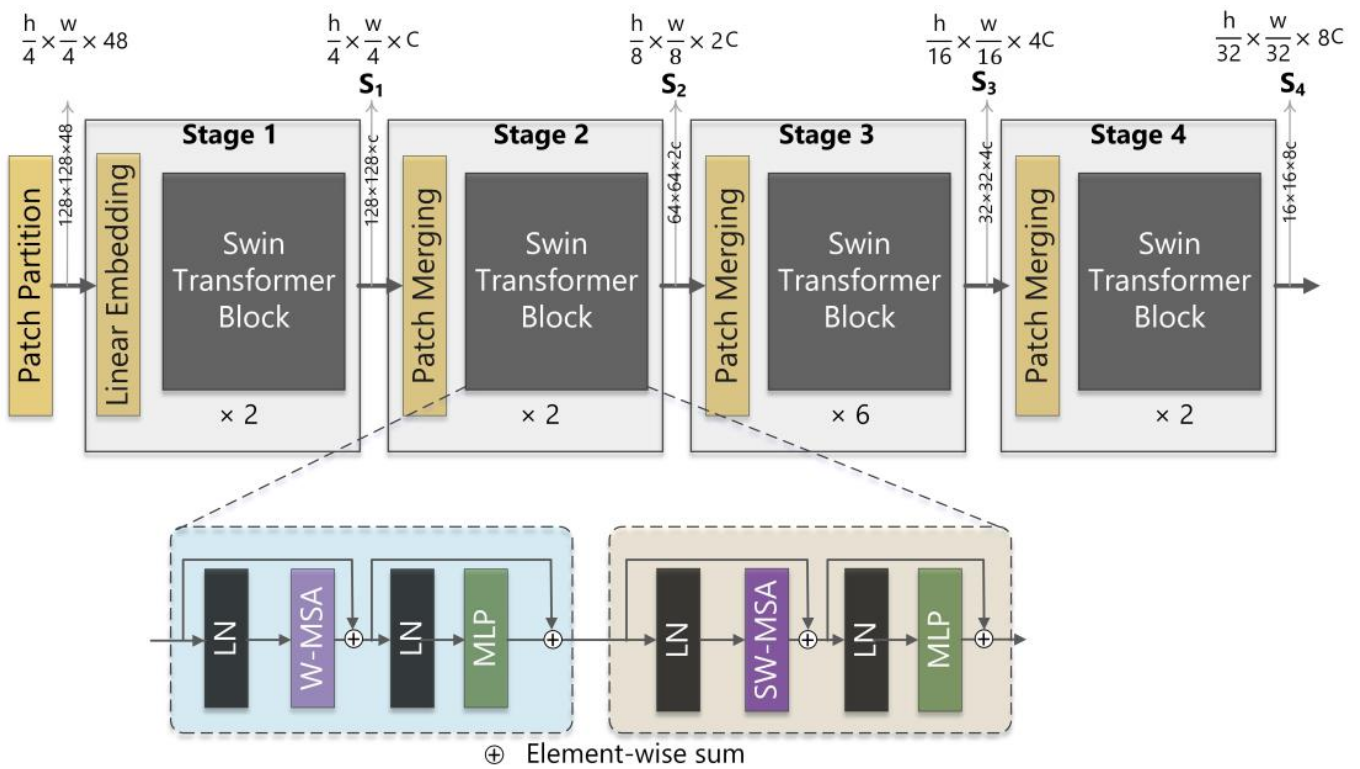 h/4 × w/4 × 48
h/4 × w/4 × C
h/8 × w/8 × 2C
h/16 × w/16 × 4C
h/32 × w/32 × 8C
S₁
S₂
S₃
S₄
Stage 1
Stage 2
Stage 3
Stage 4
Patch Partition
128×128×48
Linear Embedding
Swin
Transformer
Block
× 2
128×128×c
Patch Merging
Swin
Transformer
Block
× 2
64×64×2c
Patch Merging
Swin
Transformer
Block
× 6
32×32×4c
Patch Merging
Swin
Transformer
Block
× 2
16×16×8c
LN
W-MSA
LN
MLP
LN
SW-MSA
LN
MLP
⊕ Element-wise sum